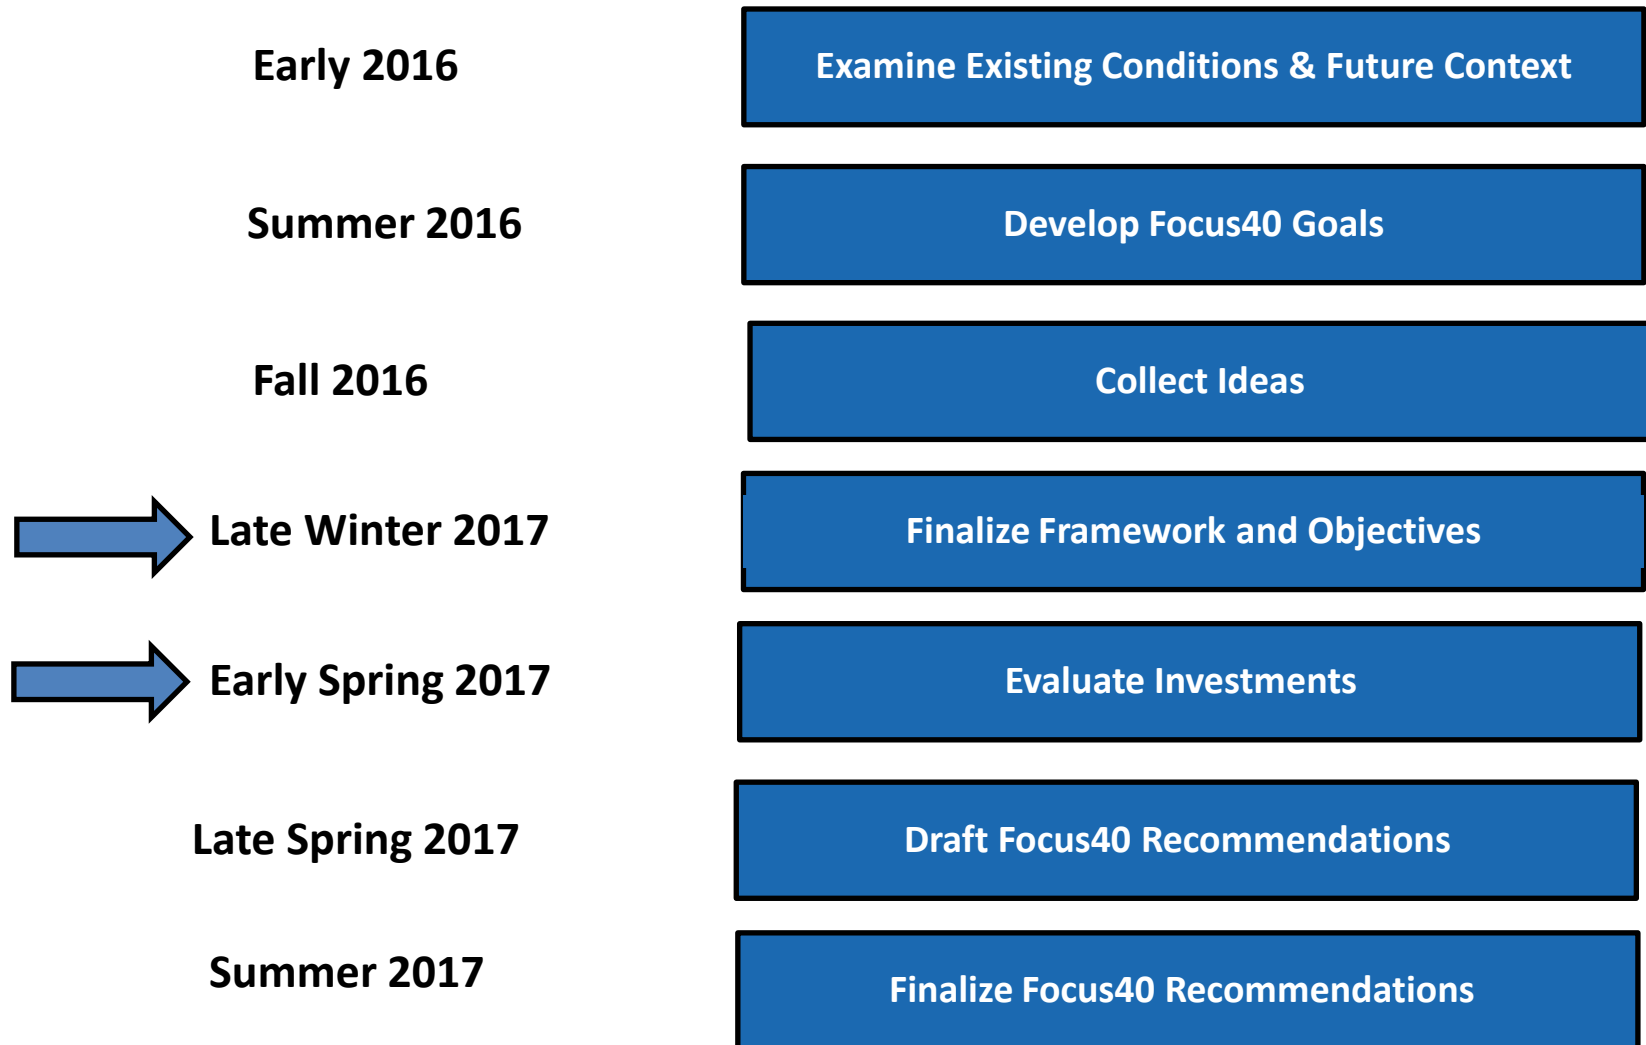 Early 2016
Examine Existing Conditions & Future Context
Summer 2016
Develop Focus40 Goals
Fall 2016
Collect Ideas
Late Winter 2017
Finalize Framework and Objectives
Early Spring 2017
Evaluate Investments
Late Spring 2017
Draft Focus40 Recommendations
Summer 2017
Finalize Focus40 Recommendations